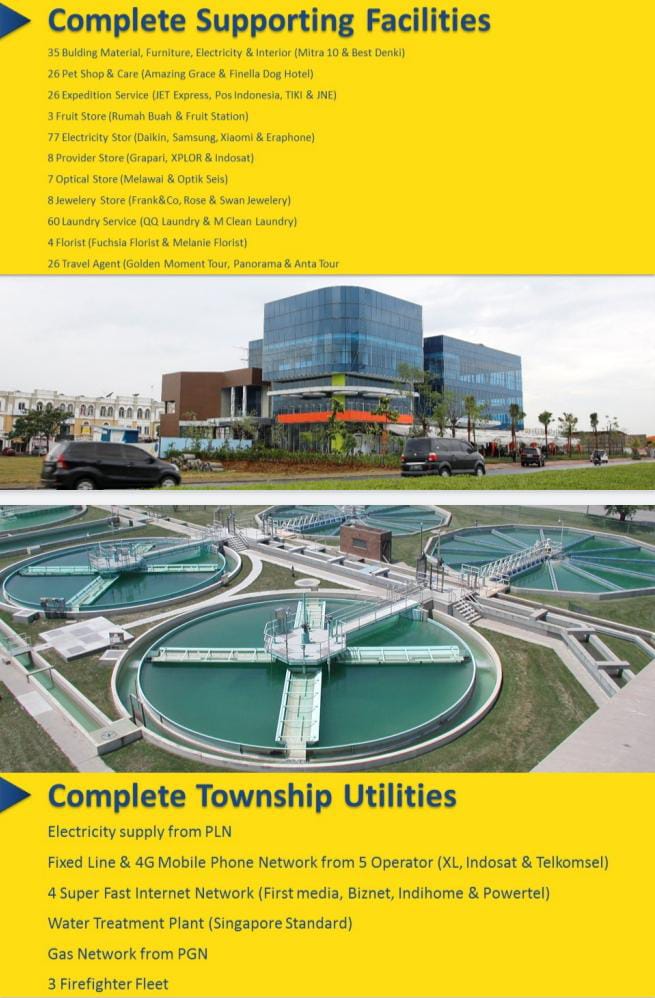 Complete Supporting Facilities
35 Bulding Material, Furniture, Electricity & Interior (Mitra 10 & Best Denki)
26 Pet Shop & Care (Amazing Grace & Finella Dog Hotel)
26 Expedition Service (JET Express, Pos Indonesia, TIKI & JNE)
3 Fruit Store (Rumah Buah & Fruit Station)
77 Electricity Stor (Daikin, Samsung, Xiaomi & Eraphone)
8 Provider Store (Grapari, XPLOR & Indosat)
7 Optical Store (Melawai & Optik Seis)
8 Jewelery Store (Frank&Co, Rose & Swan Jewelery)
60 Laundry Service (QQ Laundry & M Clean Laundry)
4 Florist (Fuchsia Florist & Melanie Florist)
26 Travel Agent (Golden Moment Tour, Panorama & Anta Tour
Complete Township Utilities
Electricity supply from PLN
Fixed Line & 4G Mobile Phone Network from 5 Operator (XL, Indosat & Telkomsel)
4 Super Fast Internet Network (First media, Biznet, Indihome & Powertel)
Water Treatment Plant (Singapore Standard)
Gas Network from PGN
3 Firefighter Fleet